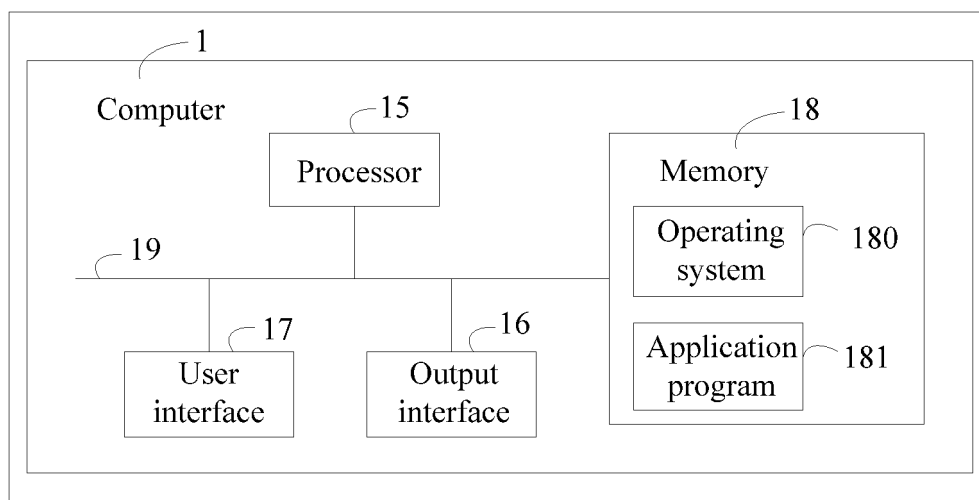 1
Computer
15
Processor
18
Memory
Operating
system
180
19
17
User
interface
16
Output
interface
Application
program
181